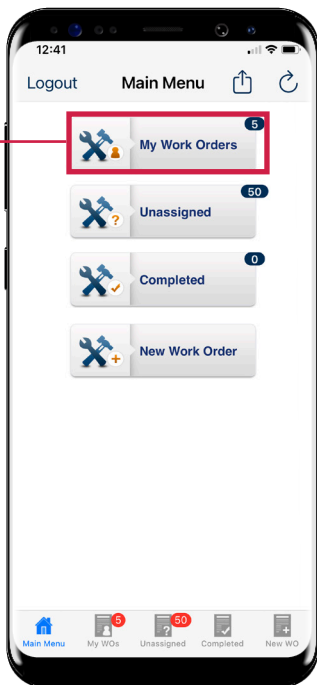 12:41
Logout Main Menu
5
My Work Orders
50
Unassigned
0
Completed
New Work Order
5 50
Main Menu My WOs Unassigned Completed New WO